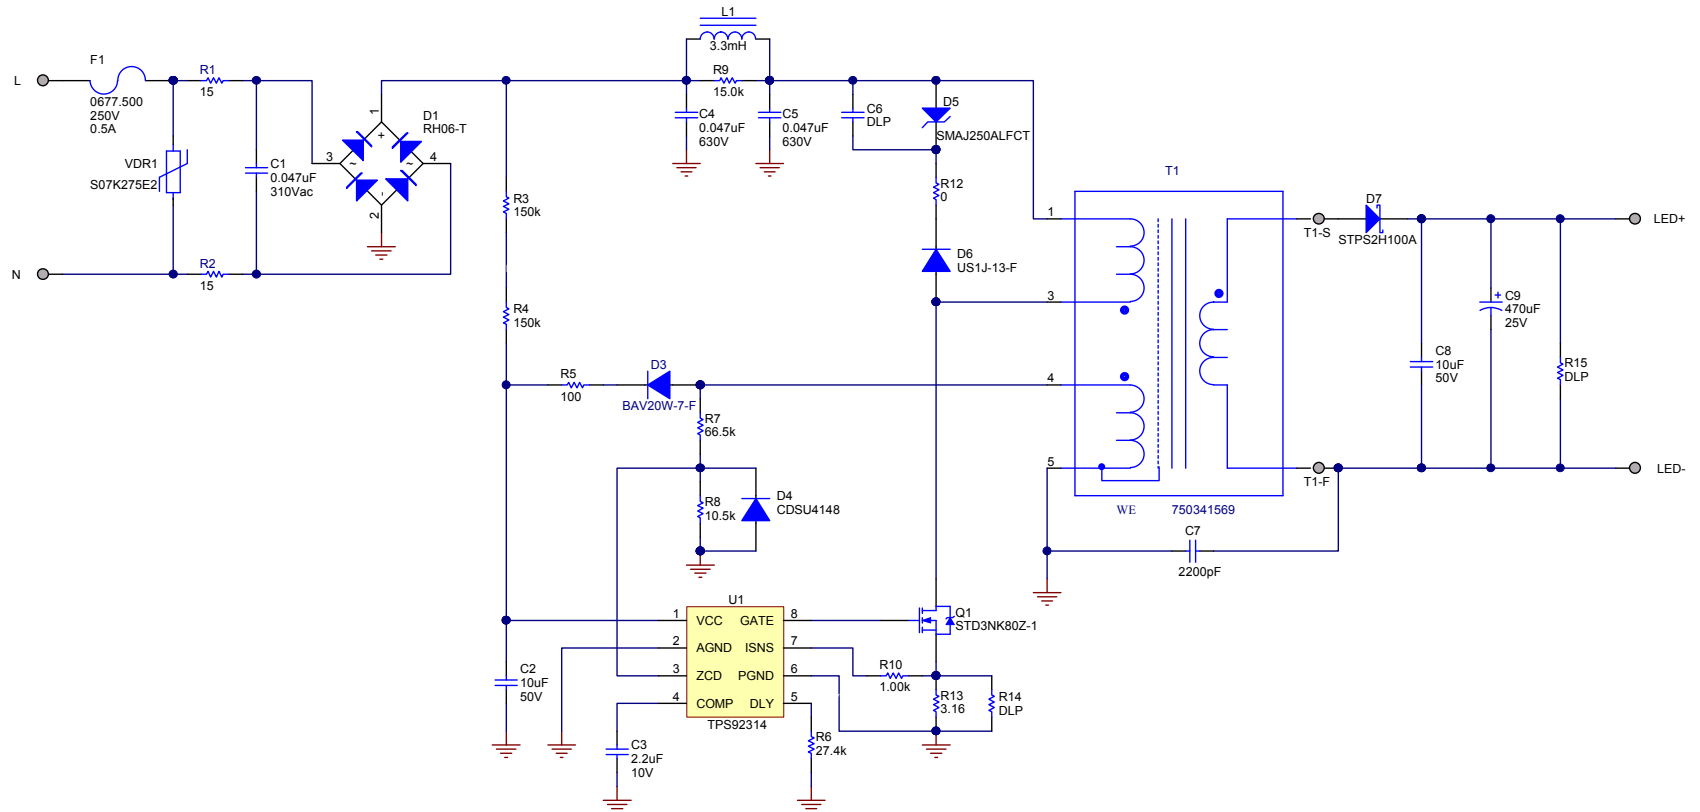 L
F1
0677.500
250V
0.5A
R1
15
VDR1
S07K275E2
C1
0.047uF
310Vac
N
R2
15
D1
RH06-T
1
2
3
4
+
-
~
~
R3
150k
R4
150k
L1
3.3mH
R9
15.0k
C4
0.047uF
630V
C5
0.047uF
630V
C6
DLP
D5
SMAJ250ALFCT
R12
0
D6
US1J-13-F
T1
1
3
4
5
WE 750341569
T1-S
T1-F
D7
STPS2H100A
C8
10uF
50V
+
C9
470uF
25V
R15
DLP
LED+
LED-
C7
2200pF
R5
100
D3
BAV20W-7-F
R7
66.5k
R8
10.5k
D4
CDSU4148
U1
1 VCC GATE 8
2 AGND ISNS 7
3 ZCD PGND 6
4 COMP DLY 5
TPS92314
Q1
STD3NK80Z-1
R10
1.00k
R13
3.16
R14
DLP
C2
10uF
50V
C3
2.2uF
10V
R6
27.4k